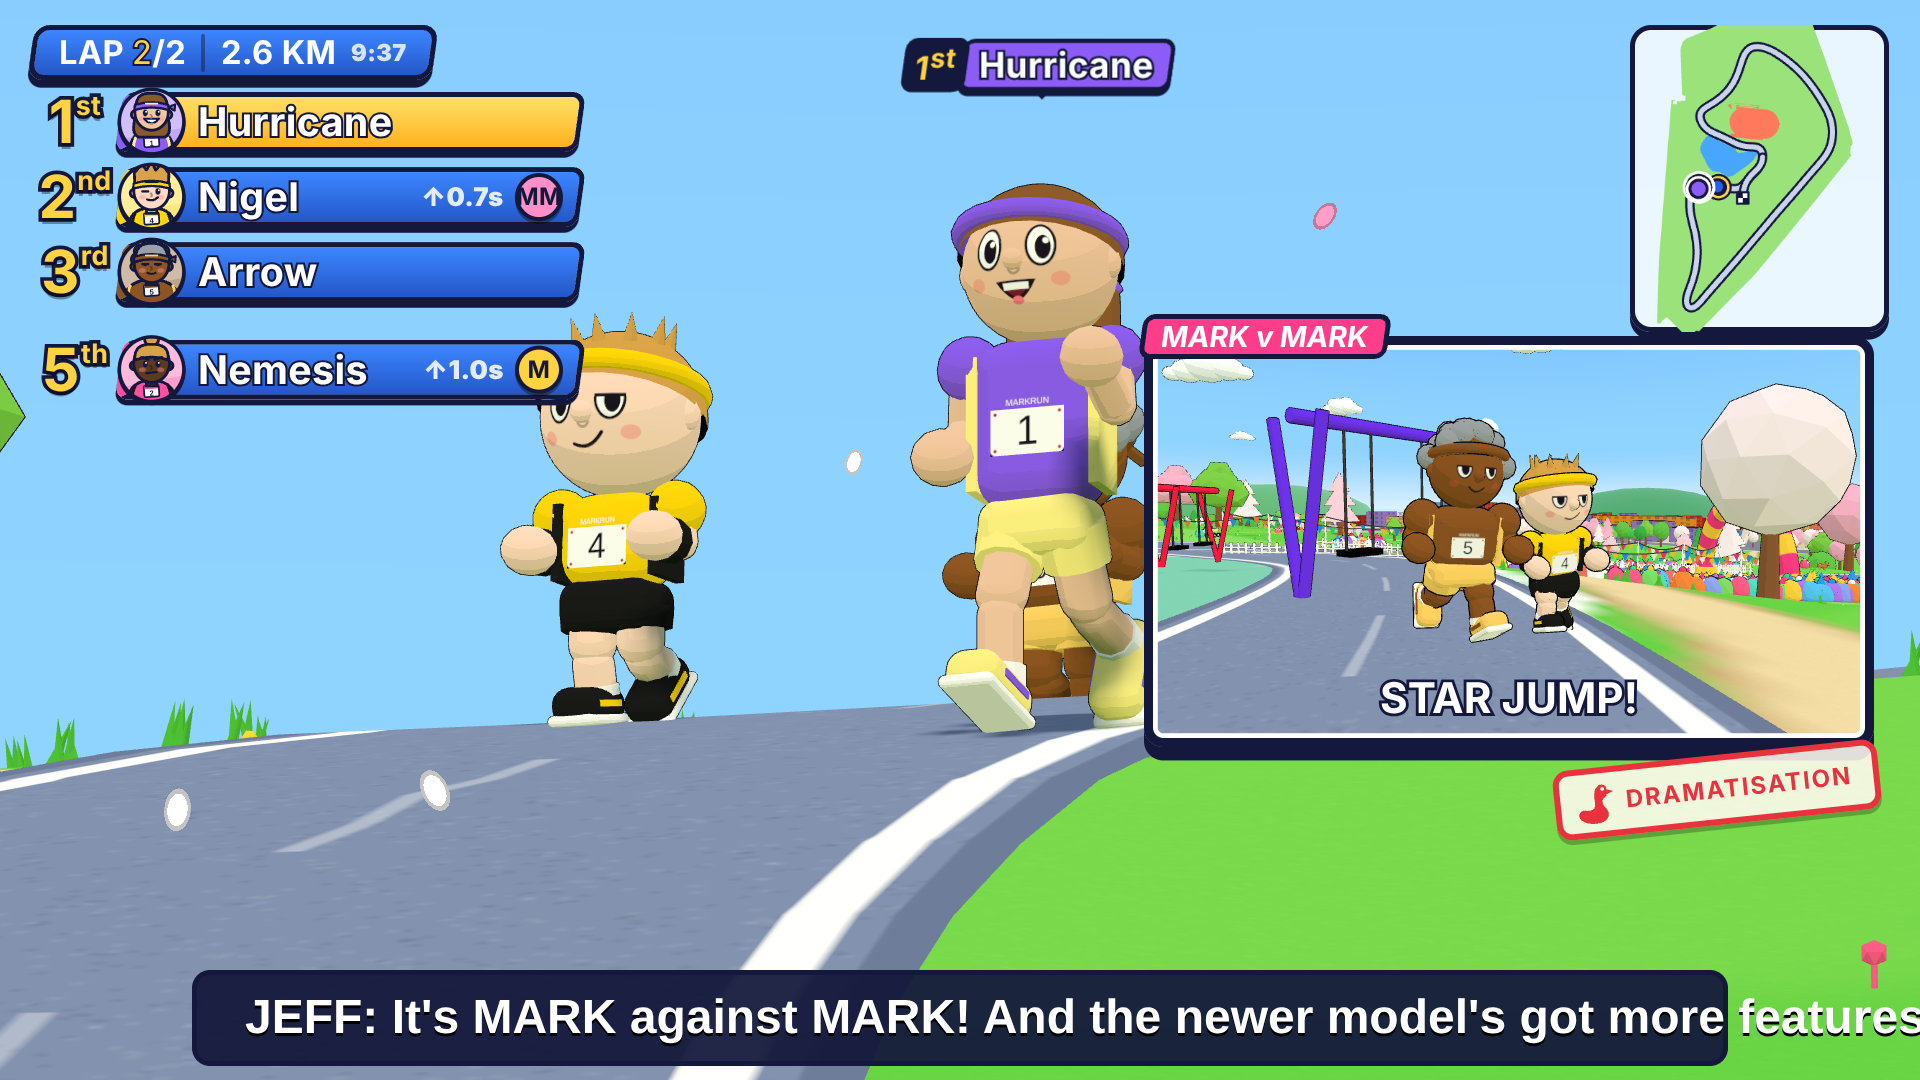 LAP 2/2 2.6 KM 9:37
1st Hurricane
2nd Nigel ↑0.7s MM
3rd Arrow
5th Nemesis ↑1.0s M
1st Hurricane
MARKRUN
4
MARKRUN
1
MARK v MARK
5
4
STAR JUMP!
DRAMATISATION
JEFF: It's MARK against MARK! And the newer model's got more features